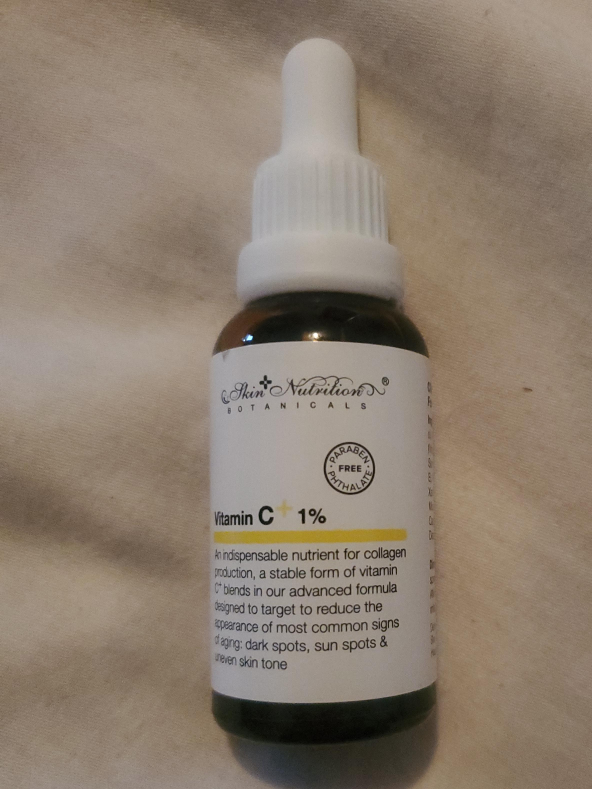 Skin Nutrition®
BOTANICALS
PARABEN
FREE
PHTHALATE
Vitamin C+ 1%
An indispensable nutrient for collagen
production, a stable form of vitamin
C+ blends in our advanced formula
designed to target to reduce the
appearance of most common signs
of aging: dark spots, sun spots &
uneven skin tone